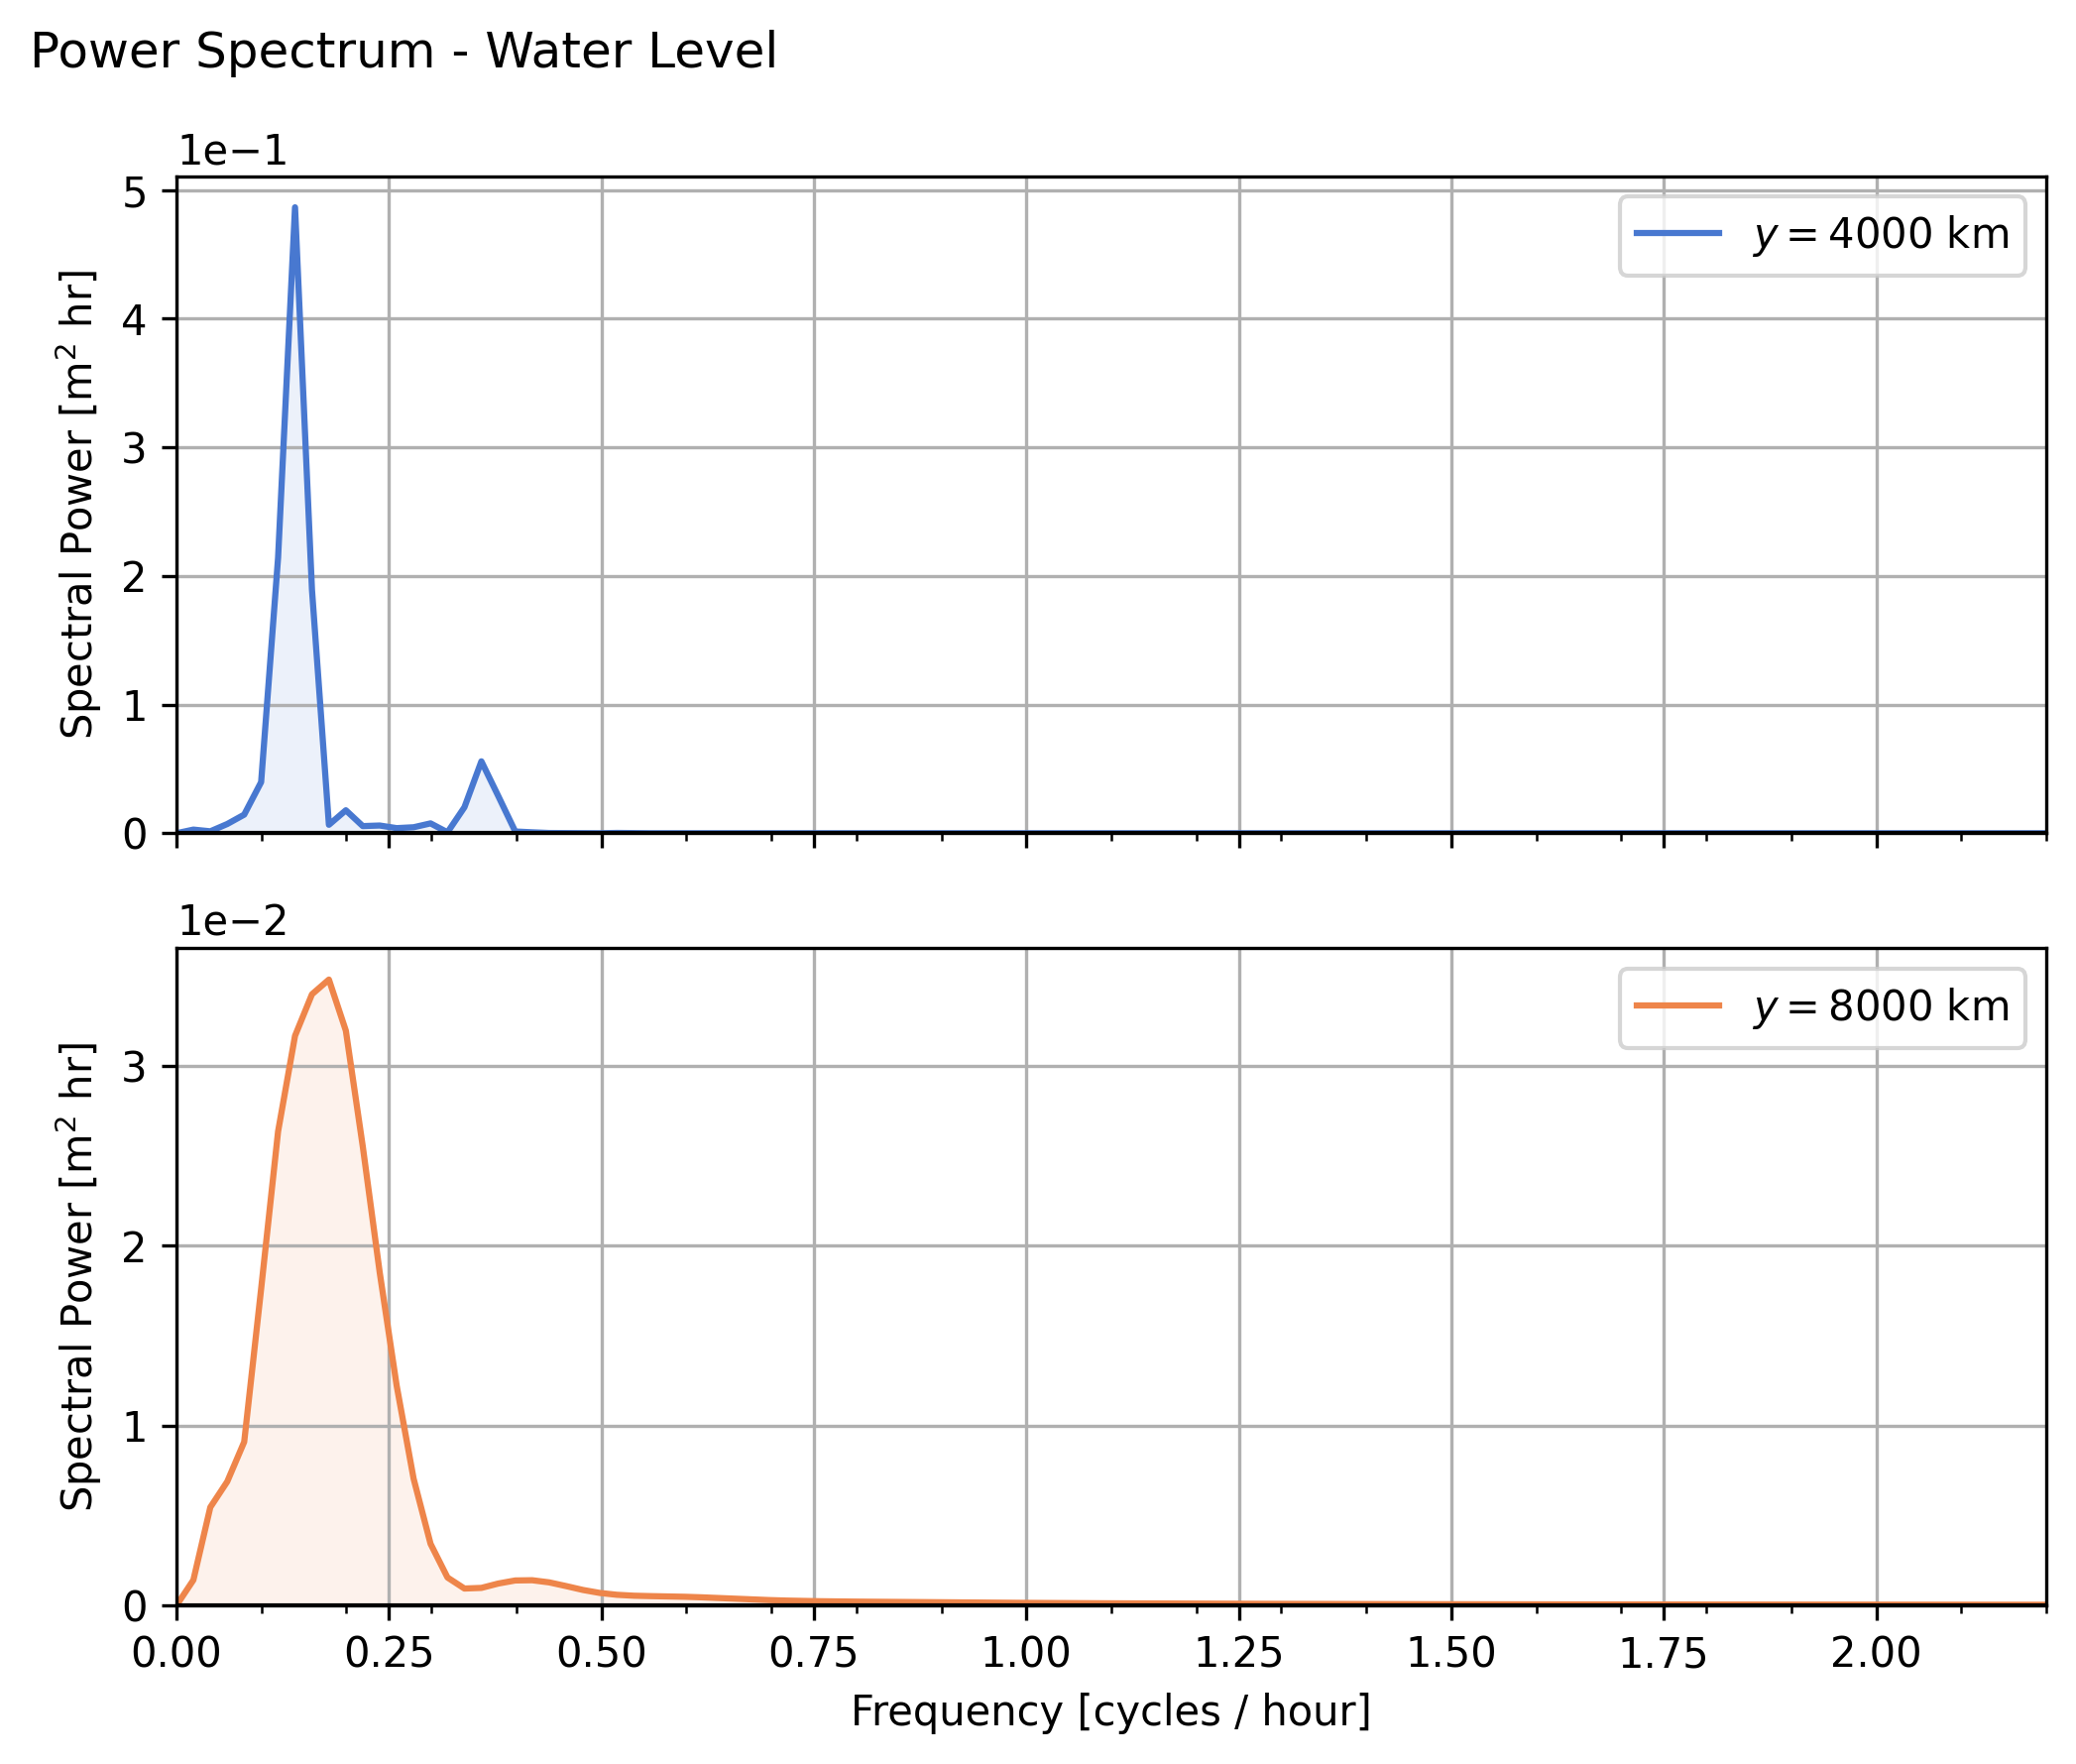 Power Spectrum - Water Level
1e−1
5
4
3
2
1
0
Spectral Power [m² hr]
y = 4000 km
1e−2
3
2
1
0
Spectral Power [m² hr]
y = 8000 km
0.00 0.25 0.50 0.75 1.00 1.25 1.50 1.75 2.00
Frequency [cycles / hour]